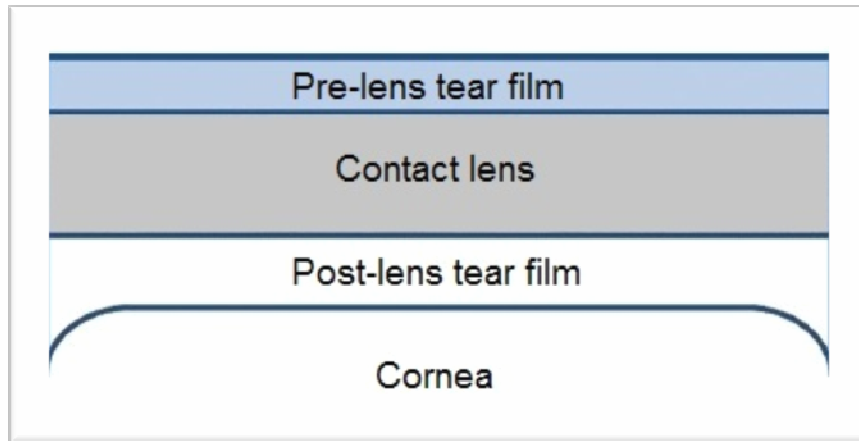 Pre-lens tear film
Contact lens
Post-lens tear film
Cornea